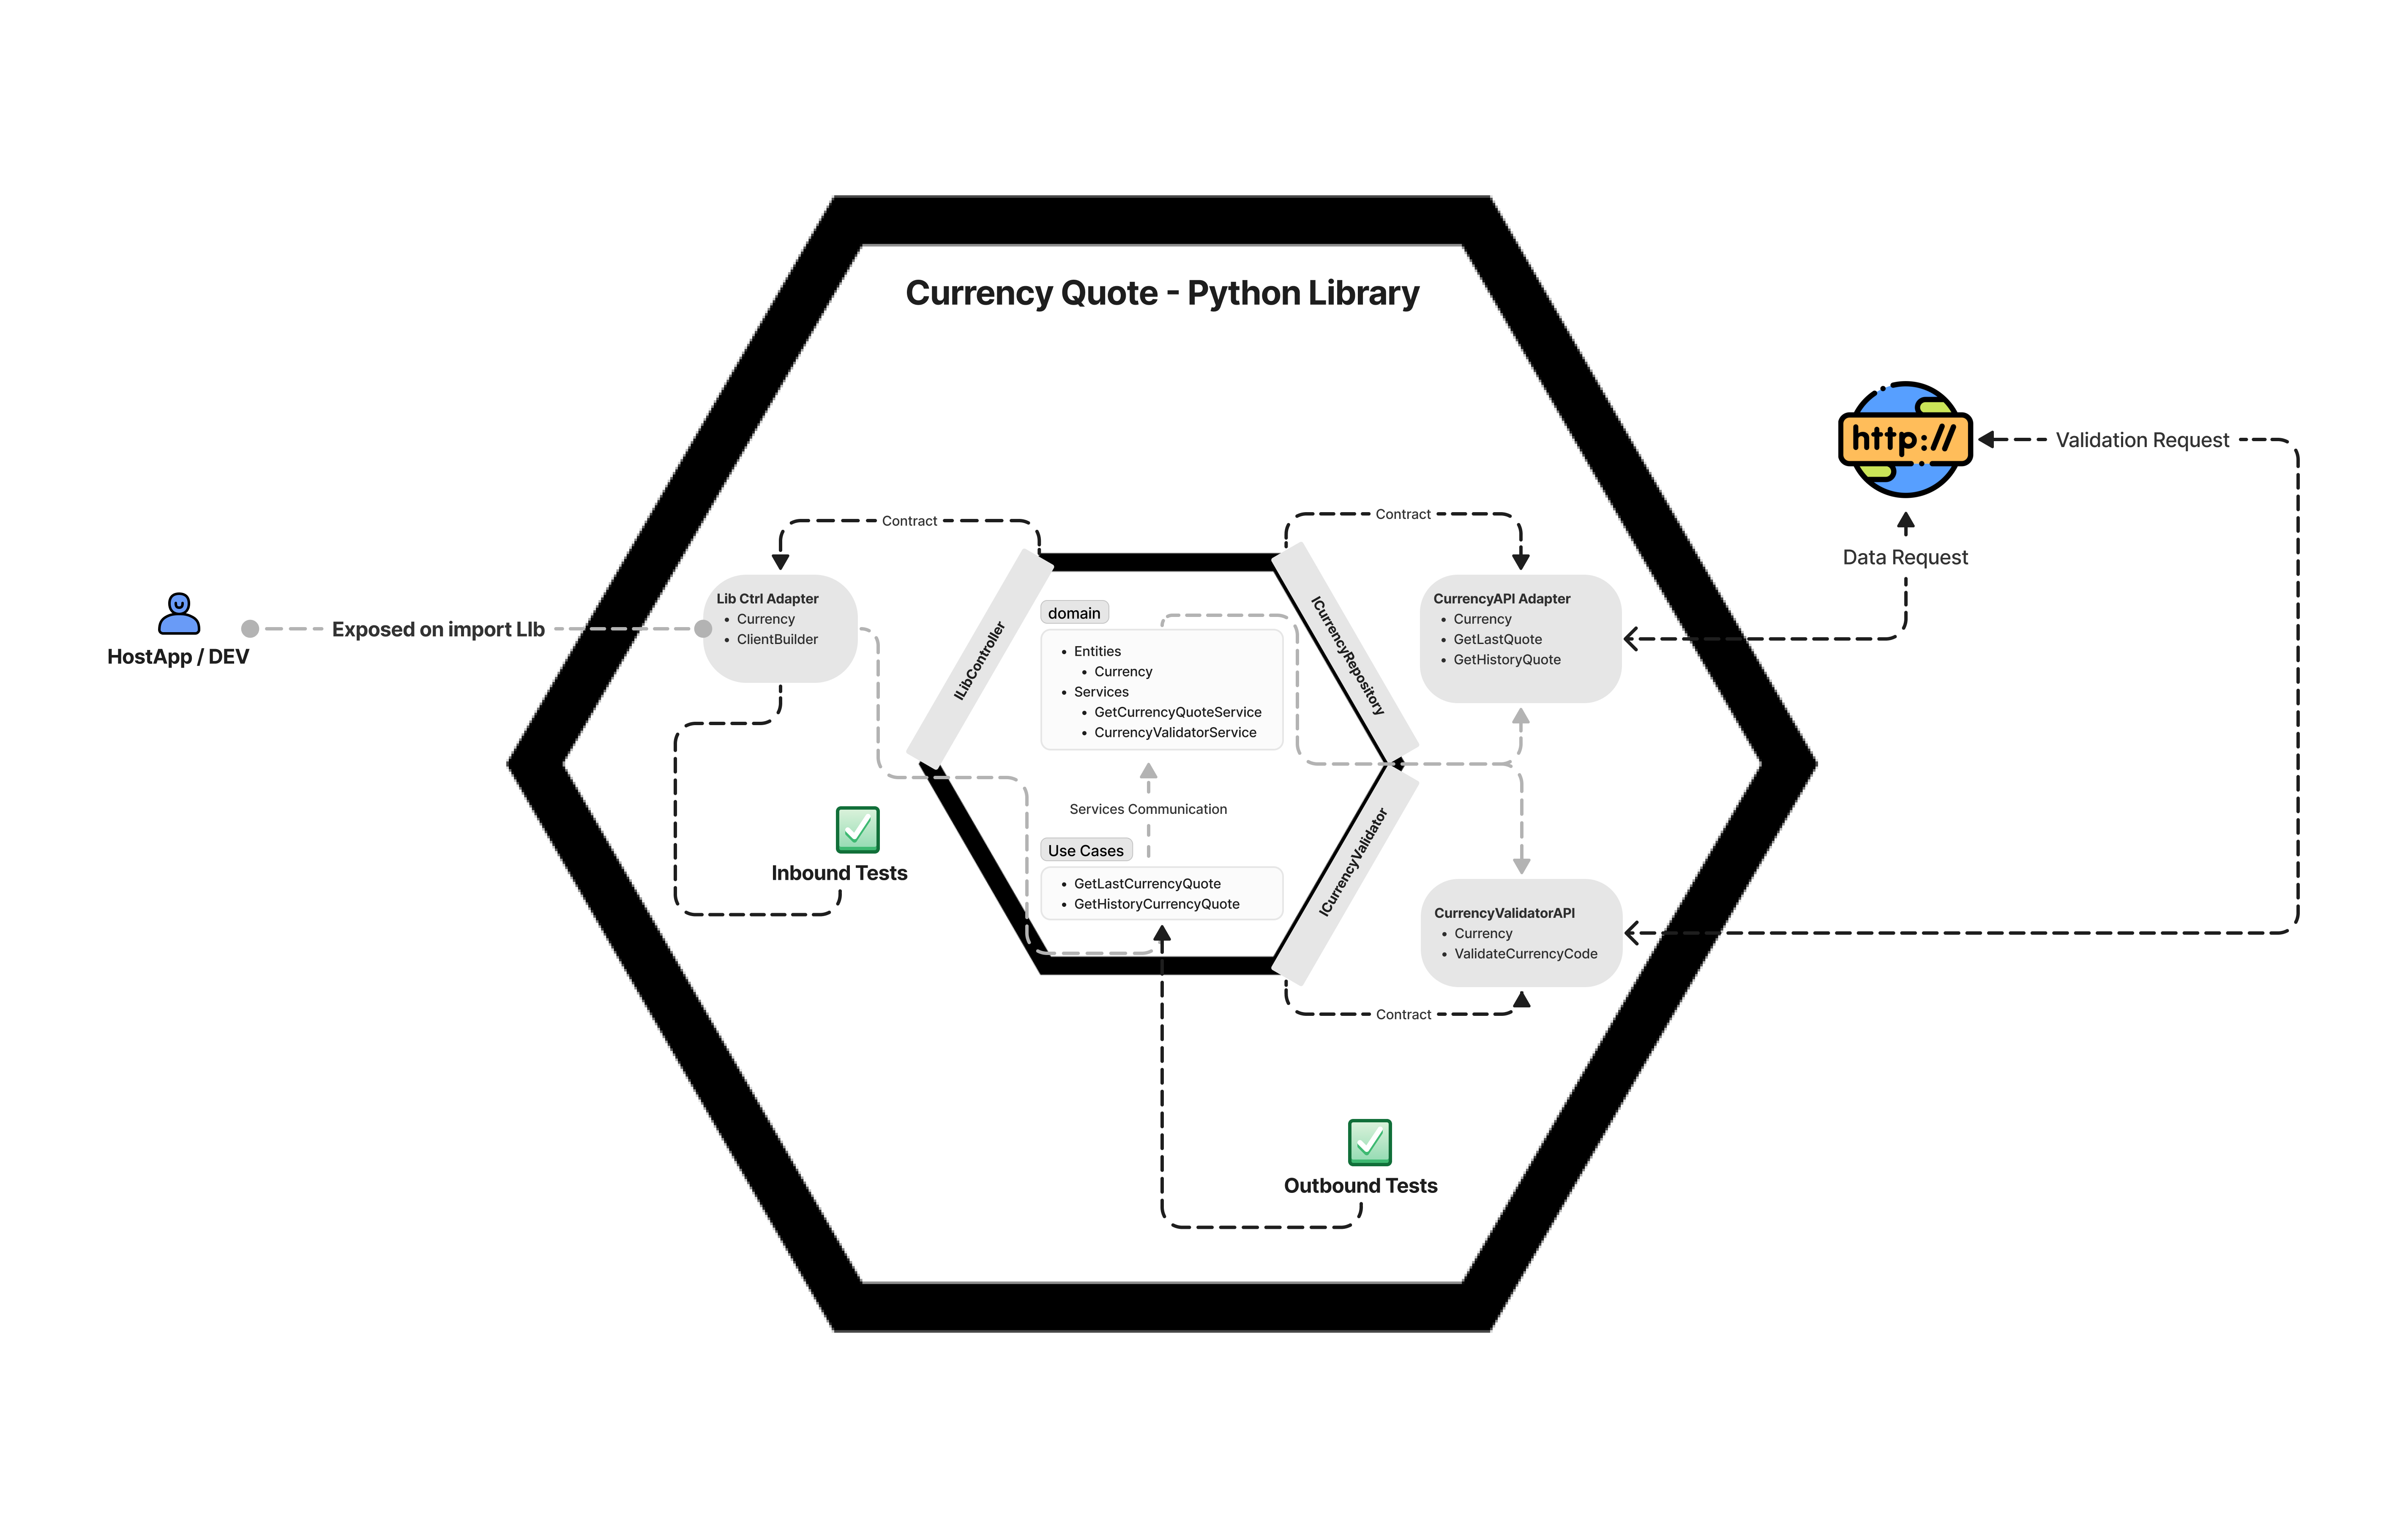 Currency Quote - Python Library
http://
Validation Request
Data Request
Contract
Contract
HostApp / DEV
Exposed on import LIb
Lib Ctrl Adapter
• Currency
• ClientBuilder
ILibController
domain
• Entities
• Currency
• Services
• GetCurrencyQuoteService
• CurrencyValidatorService
ICurrencyRepository
CurrencyAPI Adapter
• Currency
• GetLastQuote
• GetHistoryQuote
Services Communication
Use Cases
• GetLastCurrencyQuote
• GetHistoryCurrencyQuote
ICurrencyValidator
CurrencyValidatorAPI
• Currency
• ValidateCurrencyCode
Contract
Inbound Tests
Outbound Tests